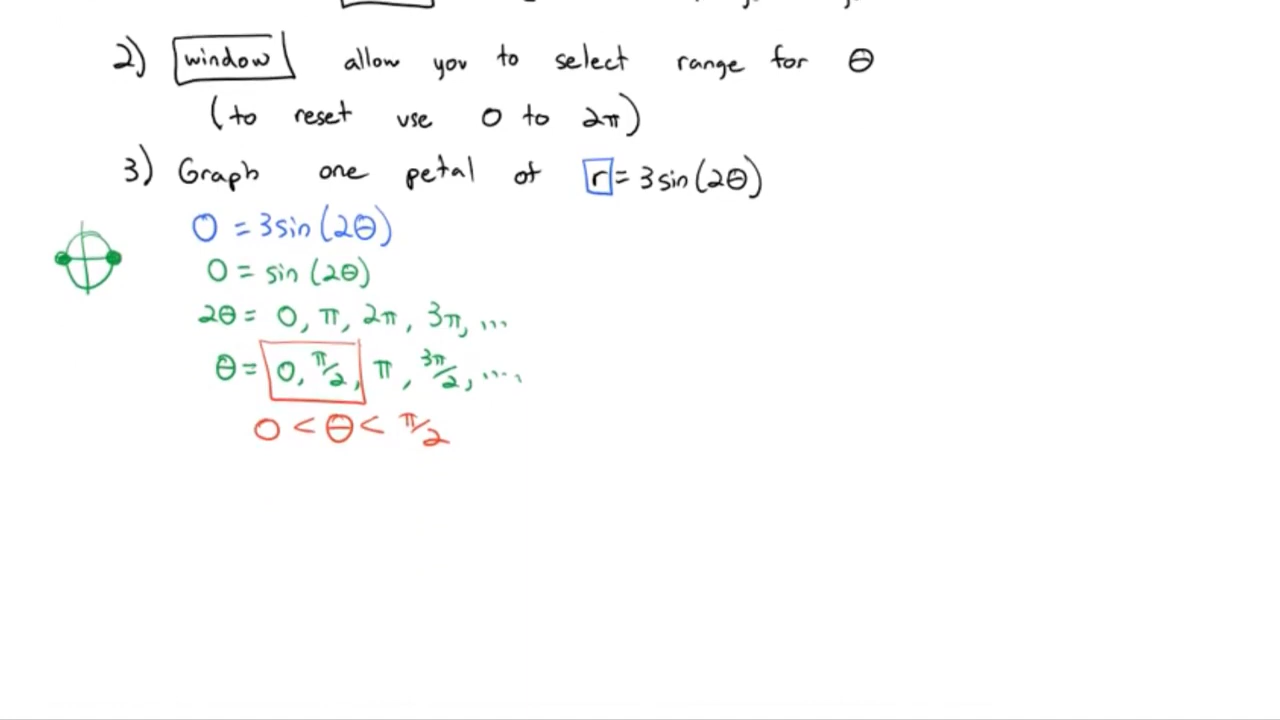 2) window allow you to select range for θ
(to reset use 0 to 2π)
3) Graph one petal of r = 3sin(2θ)
0 = 3sin(2θ)
0 = sin(2θ)
2θ = 0, π, 2π, 3π, ...
θ = 0, π/2, π, 3π/2, ....,
0 < θ < π/2